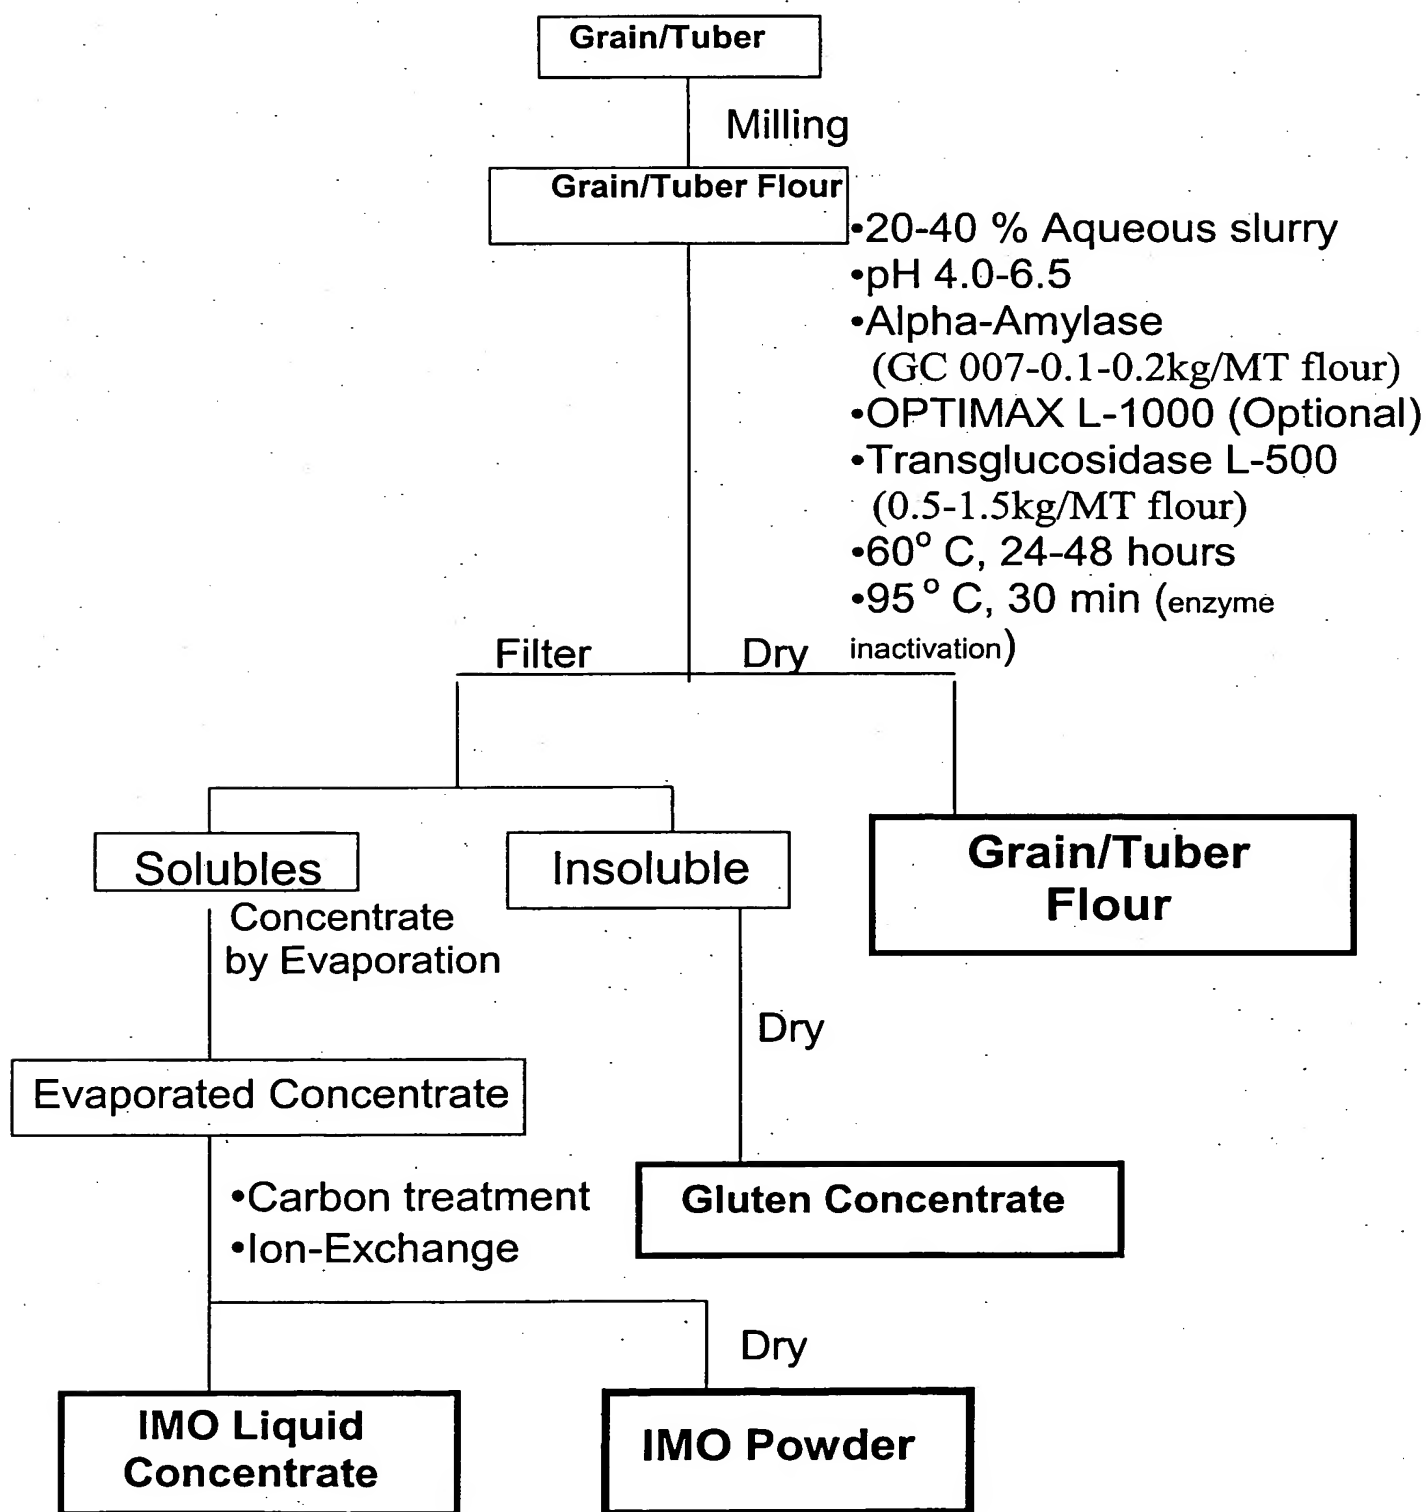 Grain/Tuber
Milling
Grain/Tuber Flour
•20-40 % Aqueous slurry
•pH 4.0-6.5
•Alpha-Amylase
(GC 007-0.1-0.2kg/MT flour)
•OPTIMAX L-1000 (Optional)
•Transglucosidase L-500
(0.5-1.5kg/MT flour)
•60° C, 24-48 hours
•95° C, 30 min (enzyme
inactivation)
Filter
Dry
Solubles
Insoluble
Grain/Tuber
Flour
Concentrate
by Evaporation
Dry
Evaporated Concentrate
•Carbon treatment
•Ion-Exchange
Gluten Concentrate
Dry
IMO Liquid
Concentrate
IMO Powder